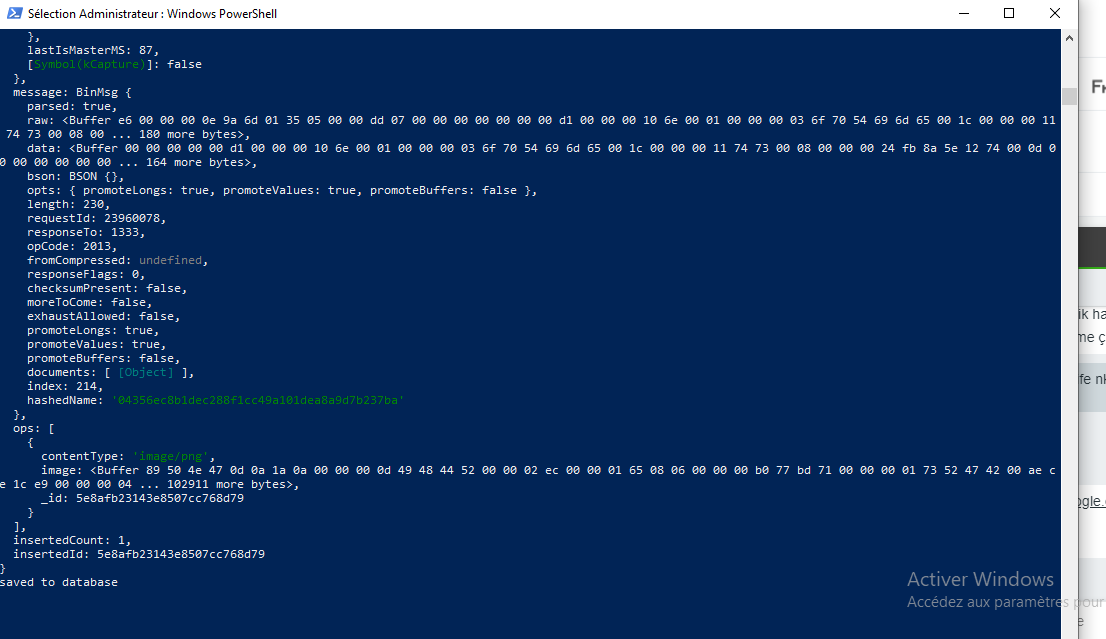 Sélection Administrateur : Windows PowerShell
},
lastIsMasterMS: 87,
[Symbol(kCapture)]: false
},
message: BinMsg {
parsed: true,
raw: <Buffer e6 00 00 00 0e 9a 6d 01 35 05 00 00 dd 07 00 00 00 00 00 00 00 d1 00 00 00 10 6e 00 01 00 00 00 03 6f 70 54 69 6d 65 00 1c 00 00 00 11
74 73 00 08 00 ... 180 more bytes>,
data: <Buffer 00 00 00 00 00 d1 00 00 00 10 6e 00 01 00 00 00 03 6f 70 54 69 6d 65 00 1c 00 00 00 11 74 73 00 08 00 00 00 24 fb 8a 5e 12 74 00 0d 0
0 00 00 00 00 00 ... 164 more bytes>,
bson: BSON {},
opts: { promoteLongs: true, promoteValues: true, promoteBuffers: false },
length: 230,
requestId: 23960078,
responseTo: 1333,
opCode: 2013,
fromCompressed: undefined,
responseFlags: 0,
checksumPresent: false,
moreToCome: false,
exhaustAllowed: false,
promoteLongs: true,
promoteValues: true,
promoteBuffers: false,
documents: [ [Object] ],
index: 214,
hashedName: '04356ec8b1dec288f1cc49a101dea8a9d7b237ba'
},
ops: [
{
contentType: 'image/png',
image: <Buffer 89 50 4e 47 0d 0a 1a 0a 00 00 00 0d 49 48 44 52 00 00 02 ec 00 00 01 65 08 06 00 00 00 b0 77 bd 71 00 00 00 01 73 52 47 42 00 ae c
e 1c e9 00 00 00 04 ... 102911 more bytes>,
_id: 5e8afb23143e8507cc768d79
}
],
insertedCount: 1,
insertedId: 5e8afb23143e8507cc768d79
}
saved to database
Activer Windows
Accédez aux paramètres pour